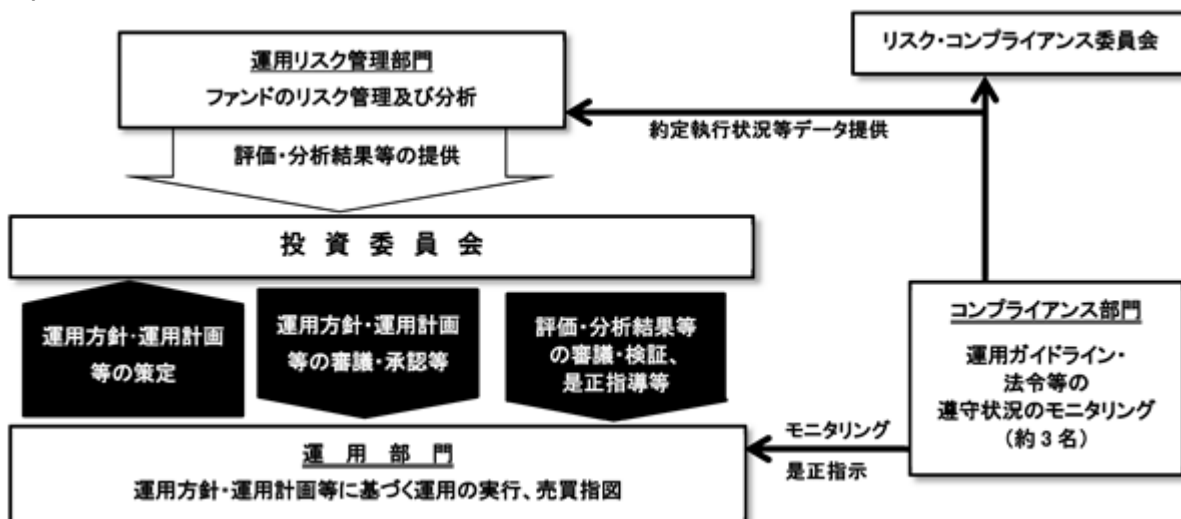 運用リスク管理部門
ファンドのリスク管理及び分析
リスク・コンプライアンス委員会
約定執行状況等データ提供
評価・分析結果等の提供
投資委員会
運用方針・運用計画
等の策定
運用方針・運用計画
等の審議・承認等
評価・分析結果等
の審議・検証、
是正指導等
コンプライアンス部門
運用ガイドライン・
法令等の
遵守状況のモニタリング
(約3名)
モニタリング
是正指示
運用部門
運用方針・運用計画等に基づく運用の実行、売買指図